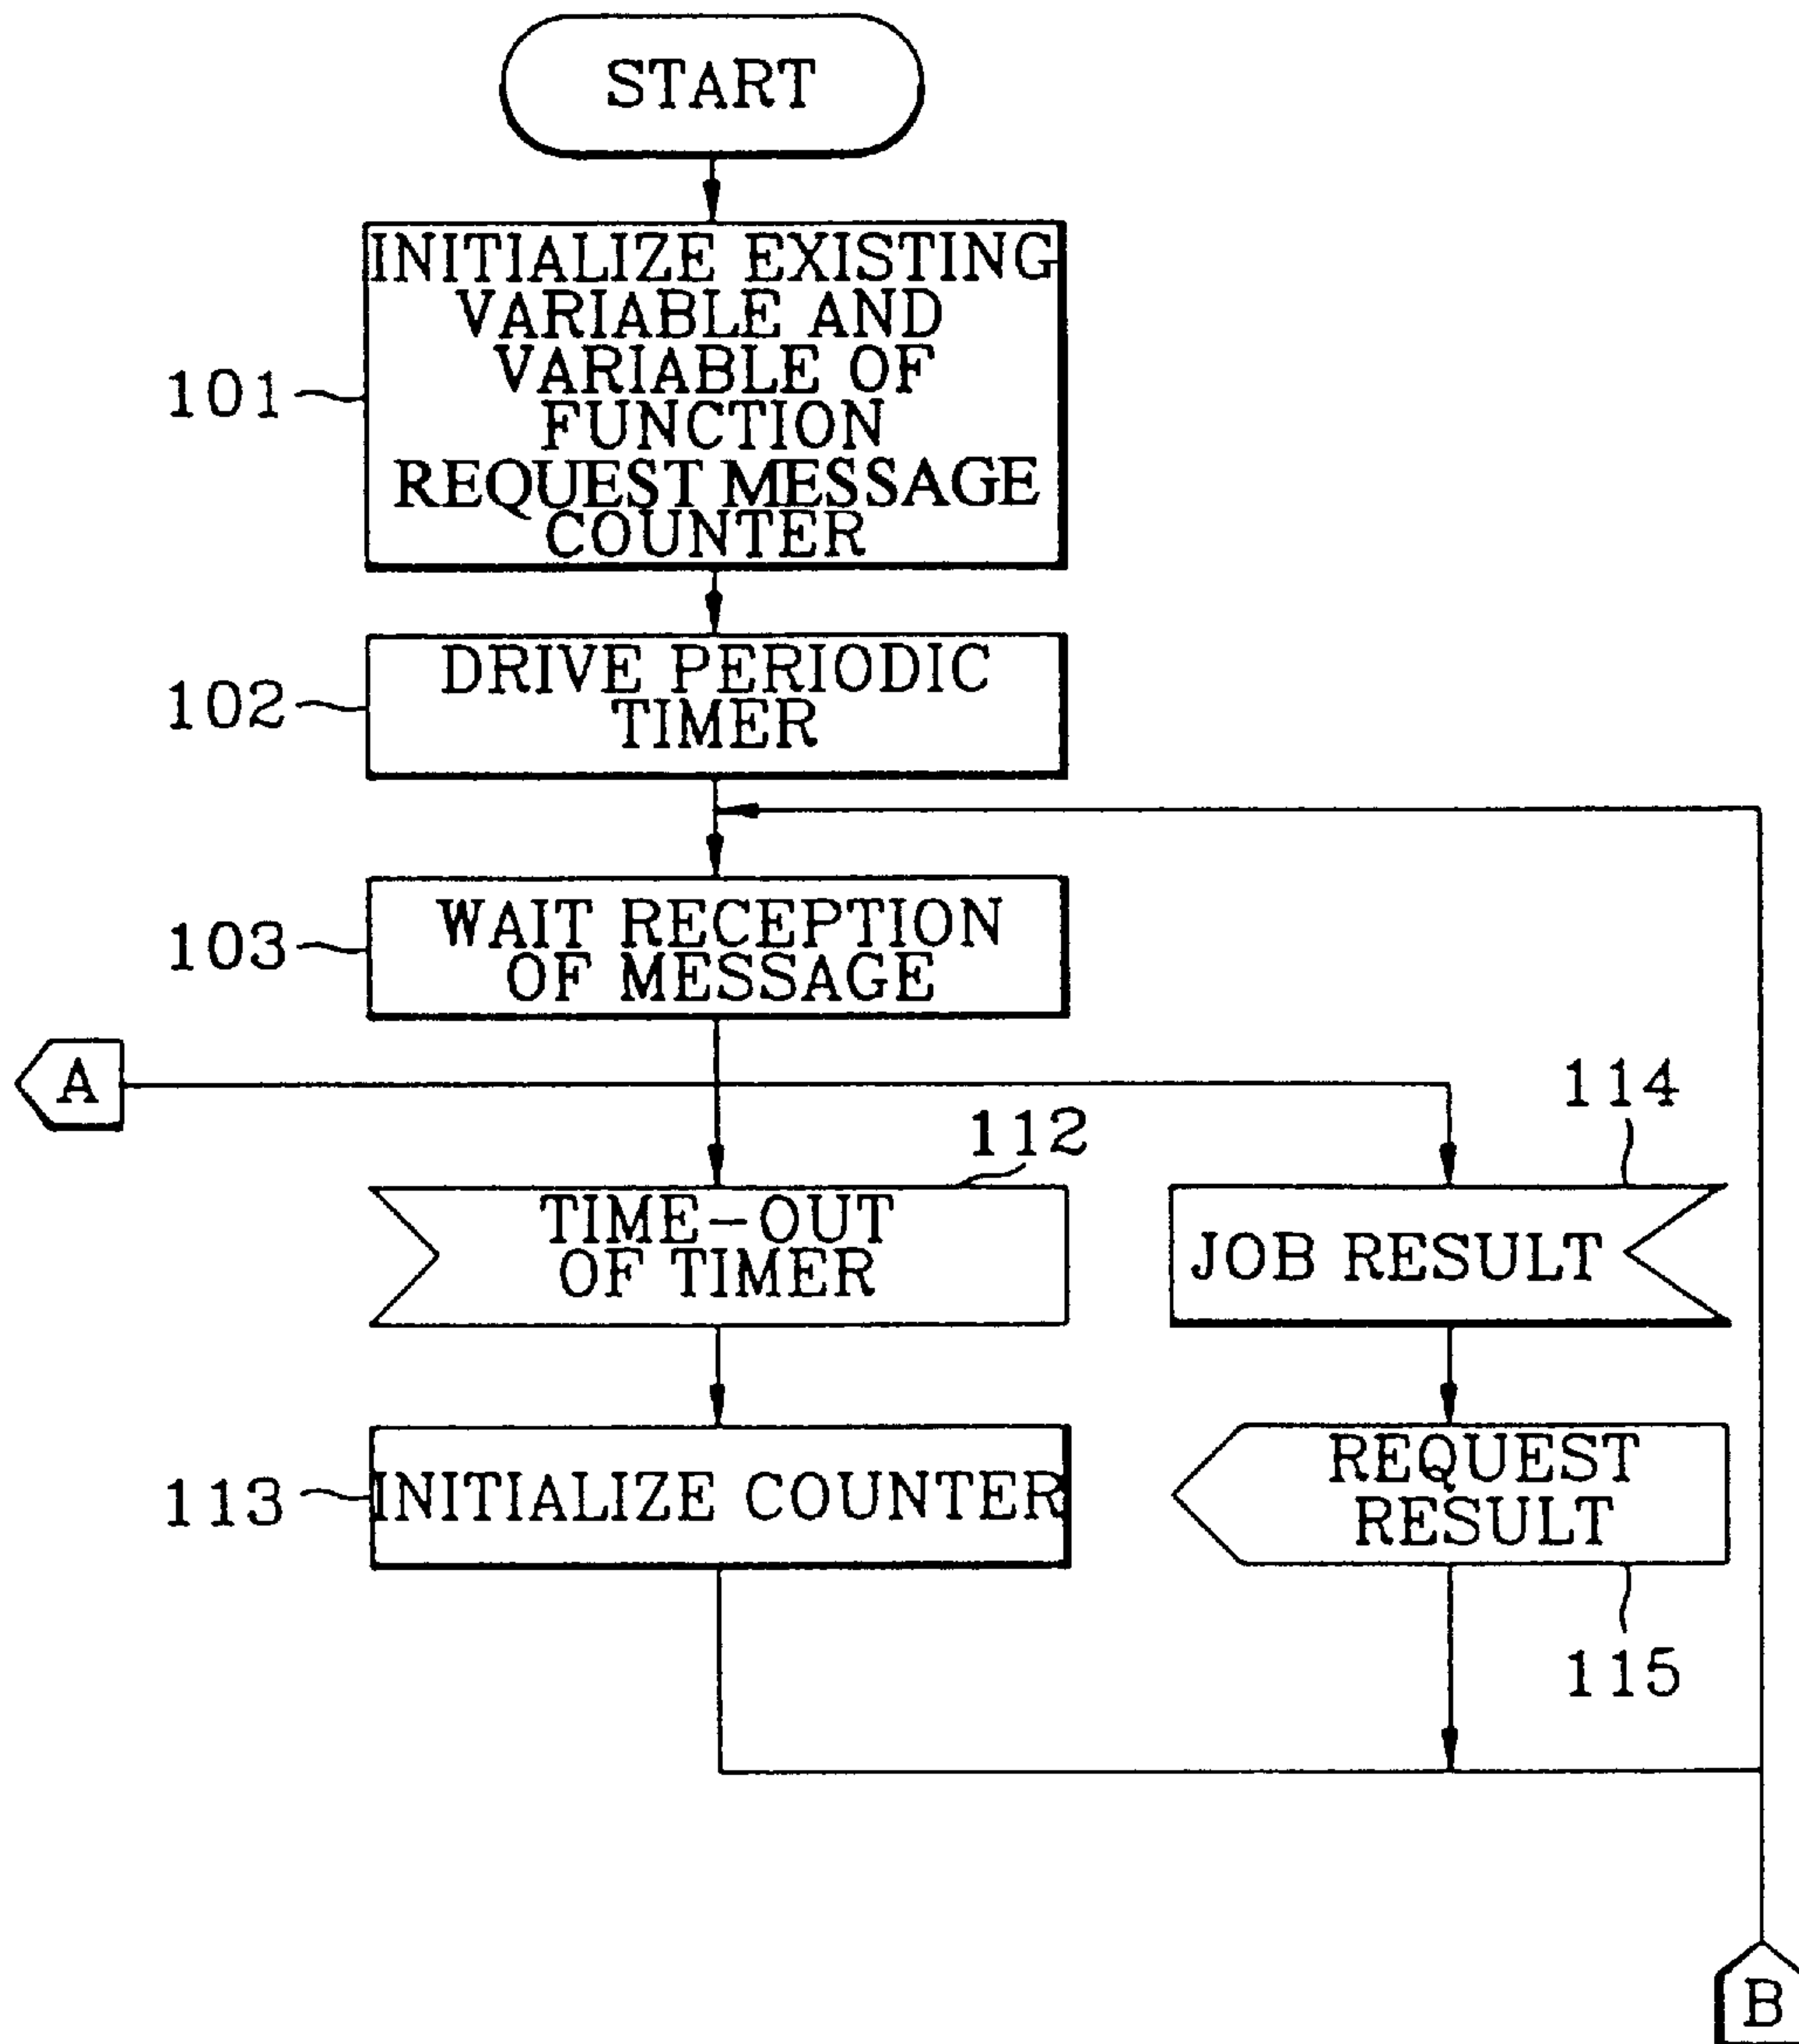 START
INITIALIZE EXISTING
VARIABLE AND
VARIABLE OF
FUNCTION
REQUEST MESSAGE
COUNTER
101
DRIVE PERIODIC
TIMER
102
WAIT RECEPTION
OF MESSAGE
103
A
112
114
TIME-OUT
OF TIMER
JOB RESULT
INITIALIZE COUNTER
113
REQUEST
RESULT
115
B